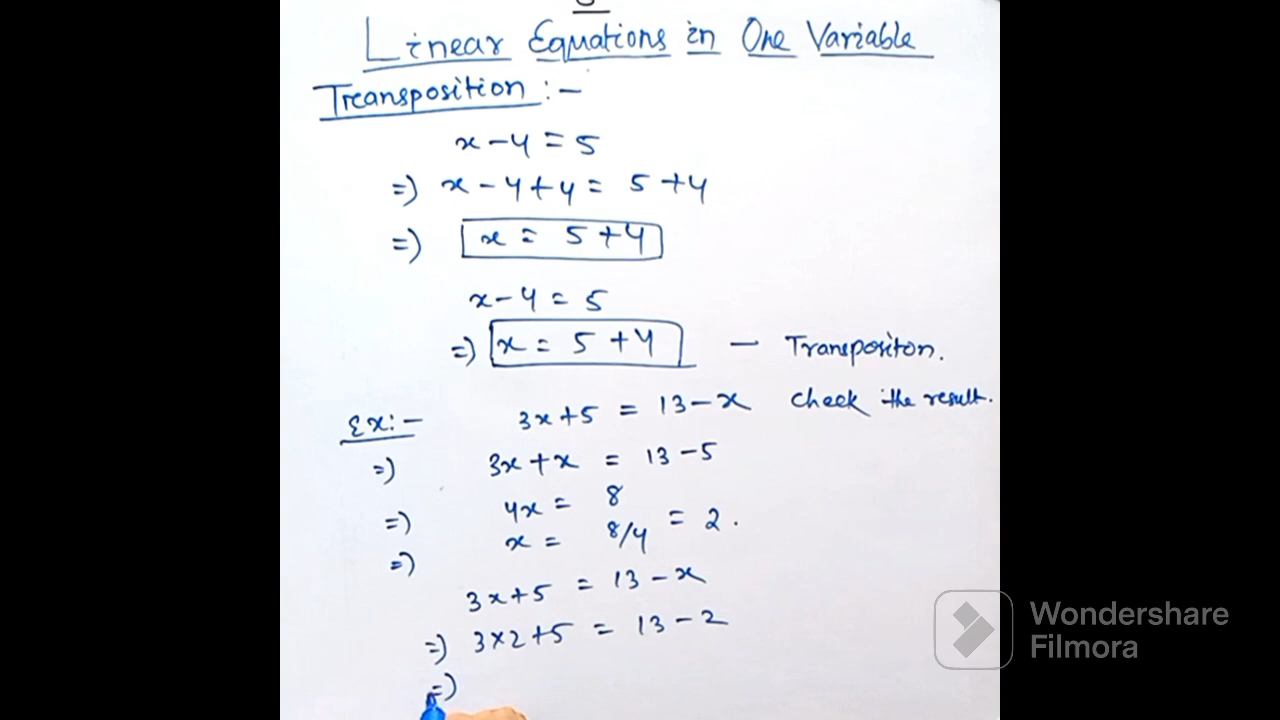 Linear Equations in One Variable
Transposition :-
x - 4 = 5
=) x - 4 + 4 = 5 + 4
=) x = 5 + 4
x - 4 = 5
=) x = 5 + 4 — Transpositon.
Ex:- 3x + 5 = 13 - x check the result.
=) 3x + x = 13 - 5
=) 4x = 8
=) x = 8/4 = 2.
3x + 5 = 13 - x
=) 3 × 2 + 5 = 13 - 2
=)
Wondershare
Filmora